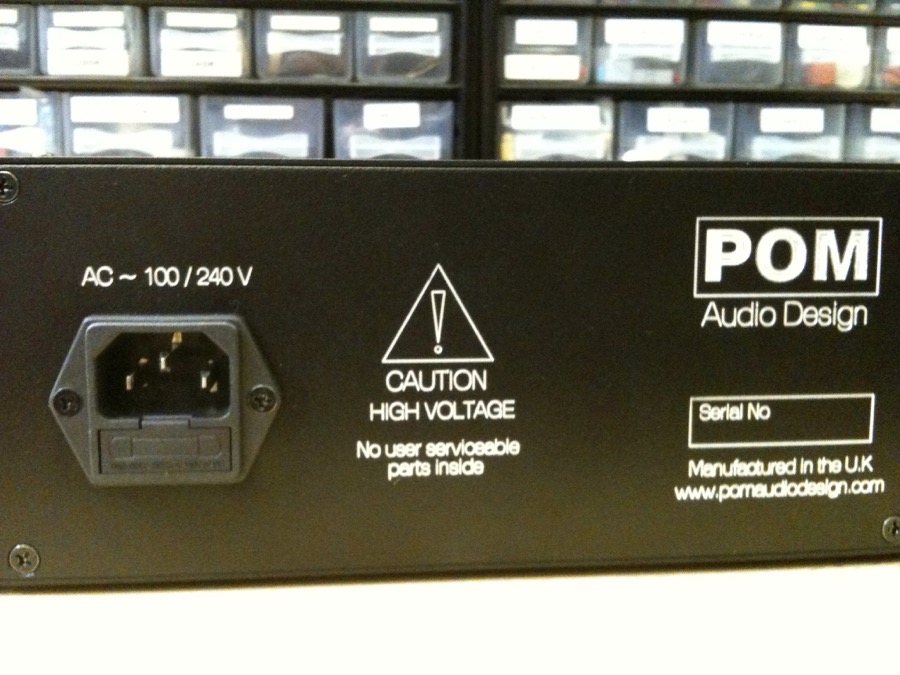 AC ~ 100 / 240 V
CAUTION
HIGH VOLTAGE
No user serviceable
parts inside
POM
Audio Design
Serial No
Manufactured in the U.K
www.pomaudiodesign.com